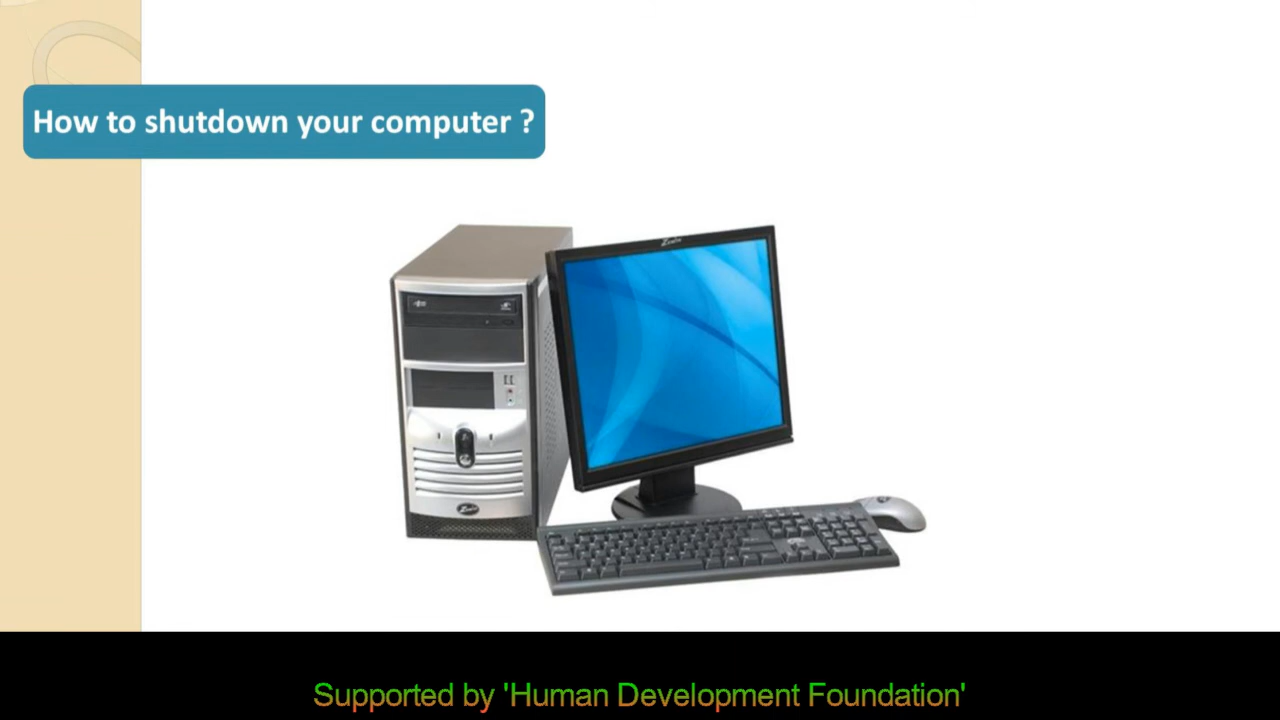 How to shutdown your computer ?
Supported by 'Human Development Foundation'